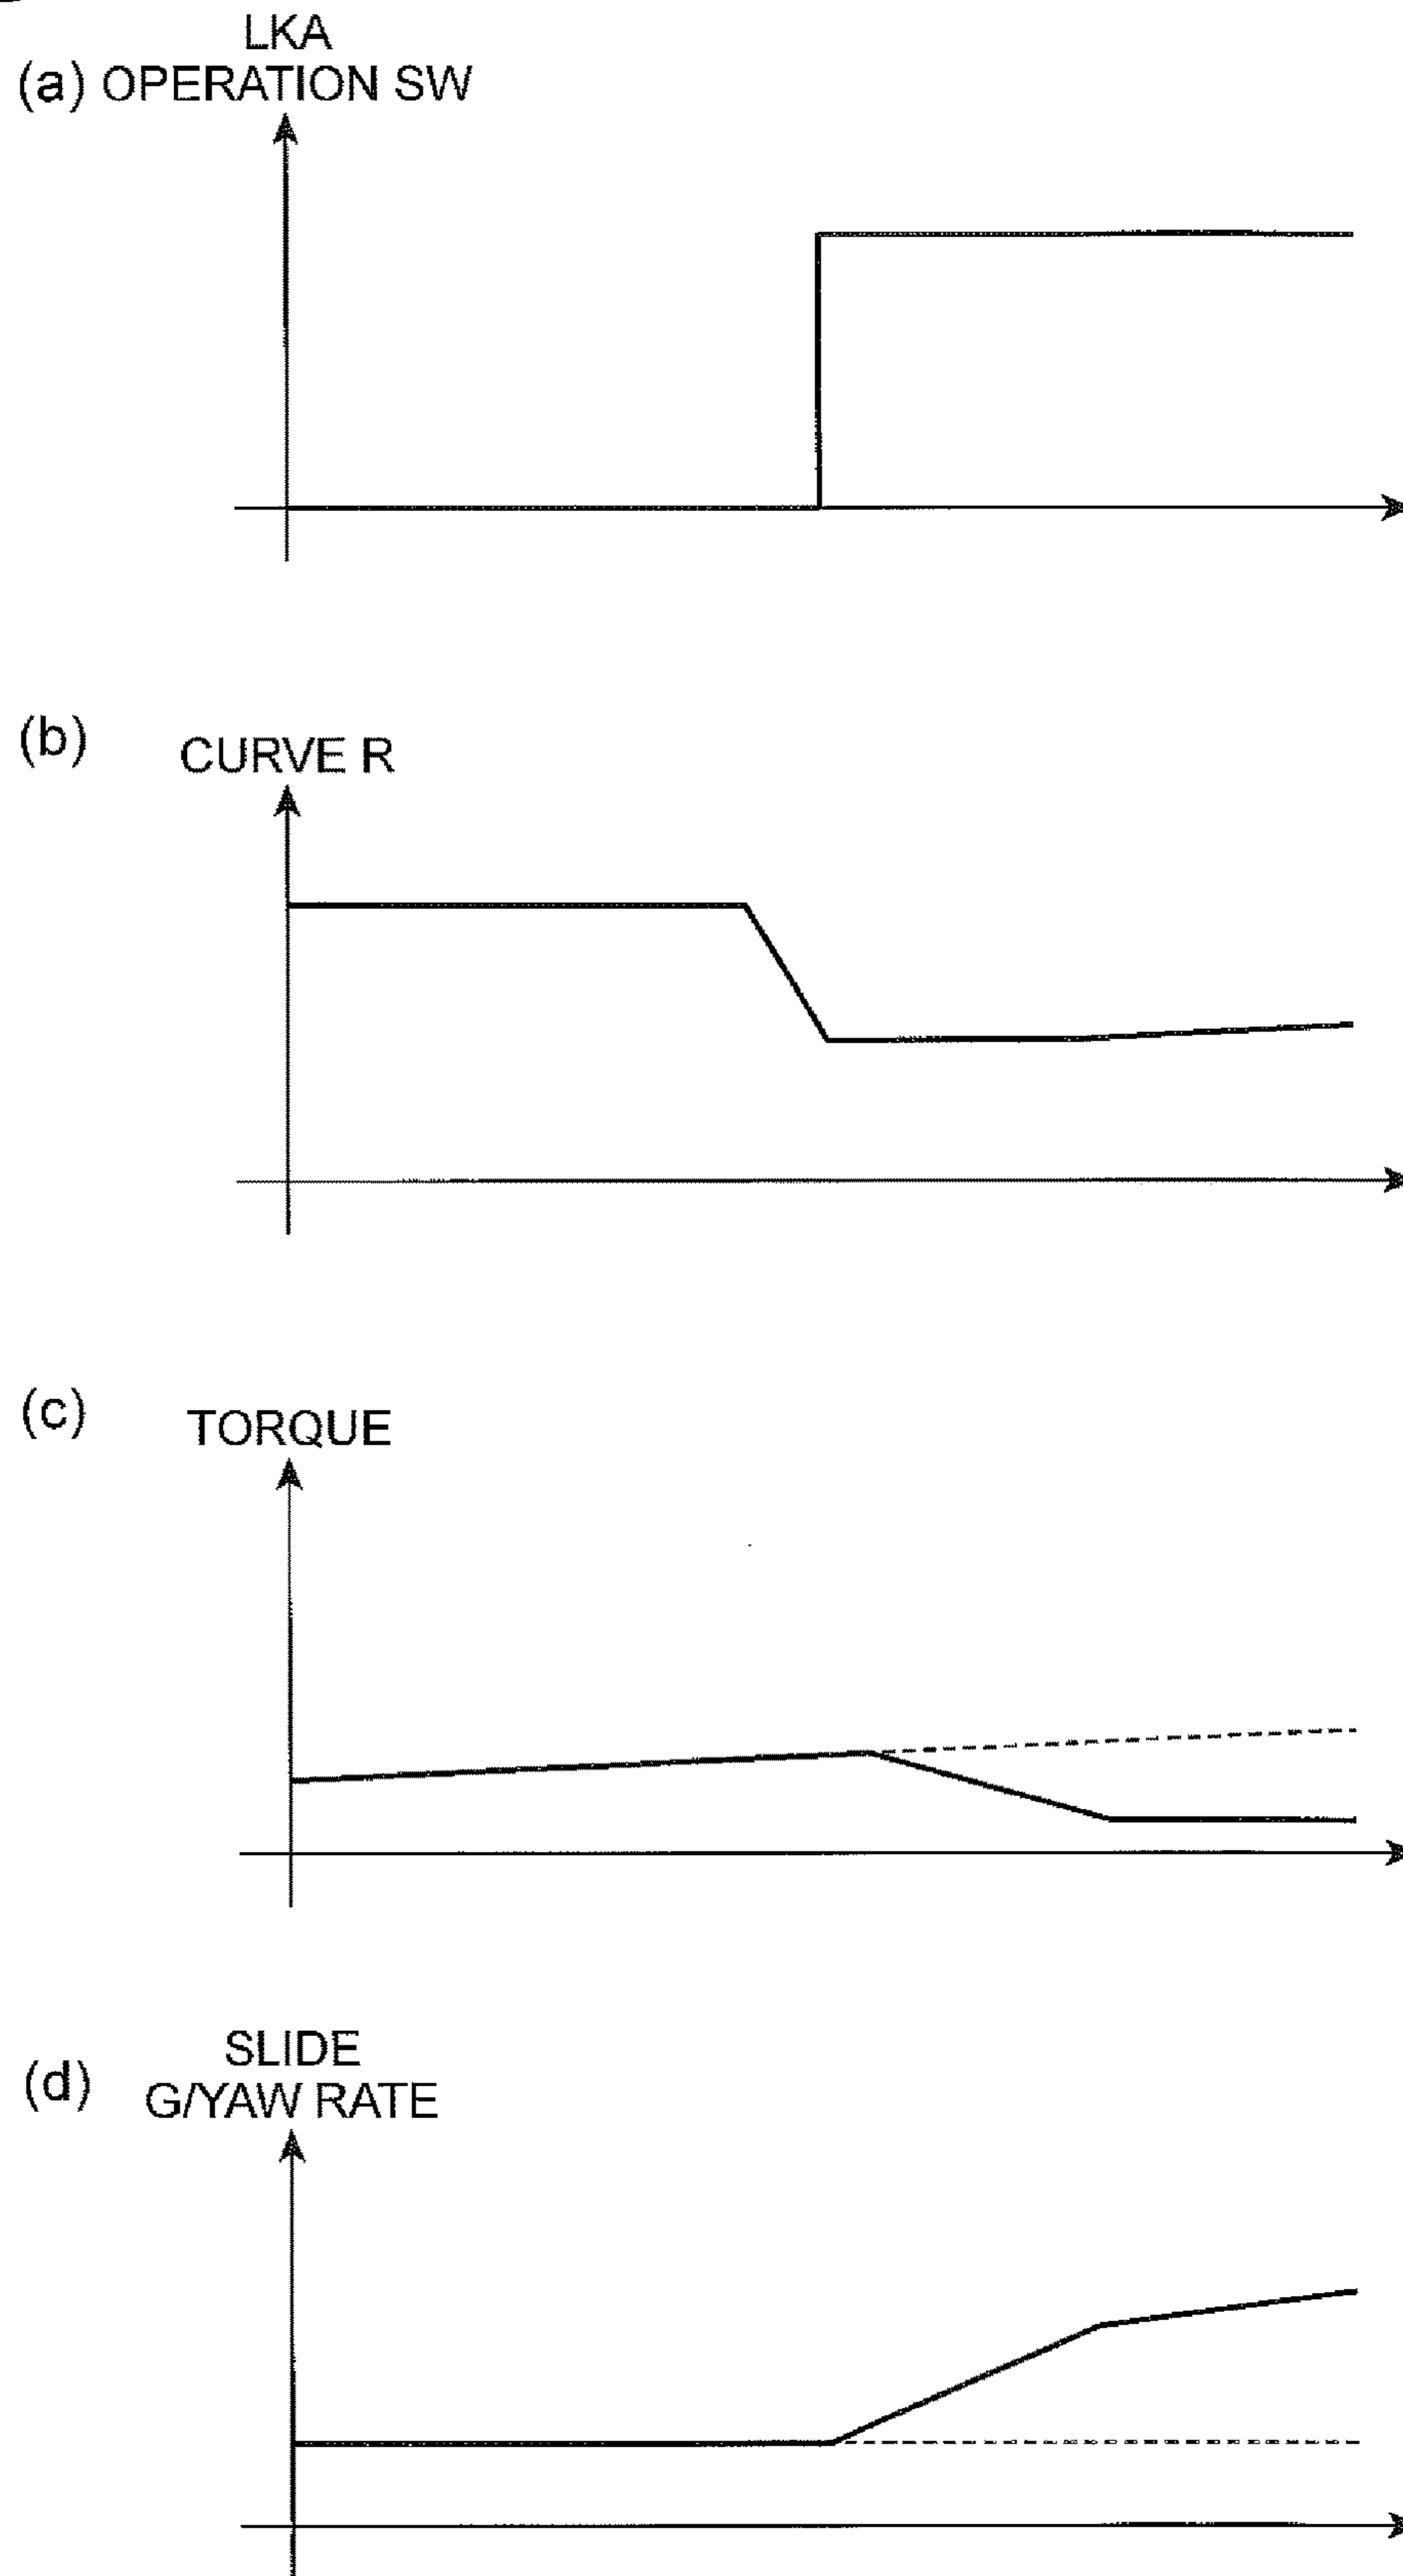 LKA
(a) OPERATION SW
(b)
CURVE R
(c)
TORQUE
SLIDE
(d)
G/YAW RATE